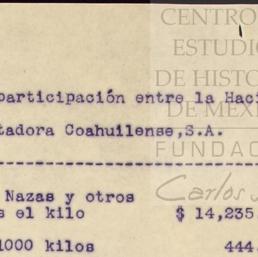 CENTRO
ESTUDIO
DE HISTO
DE MEX
participación entre la Haci
tadora Coahuilense,S.A.
FUNDAC
Nazas y otros
Carlos
s el kilo $ 14,235.
1000 kilos 444.